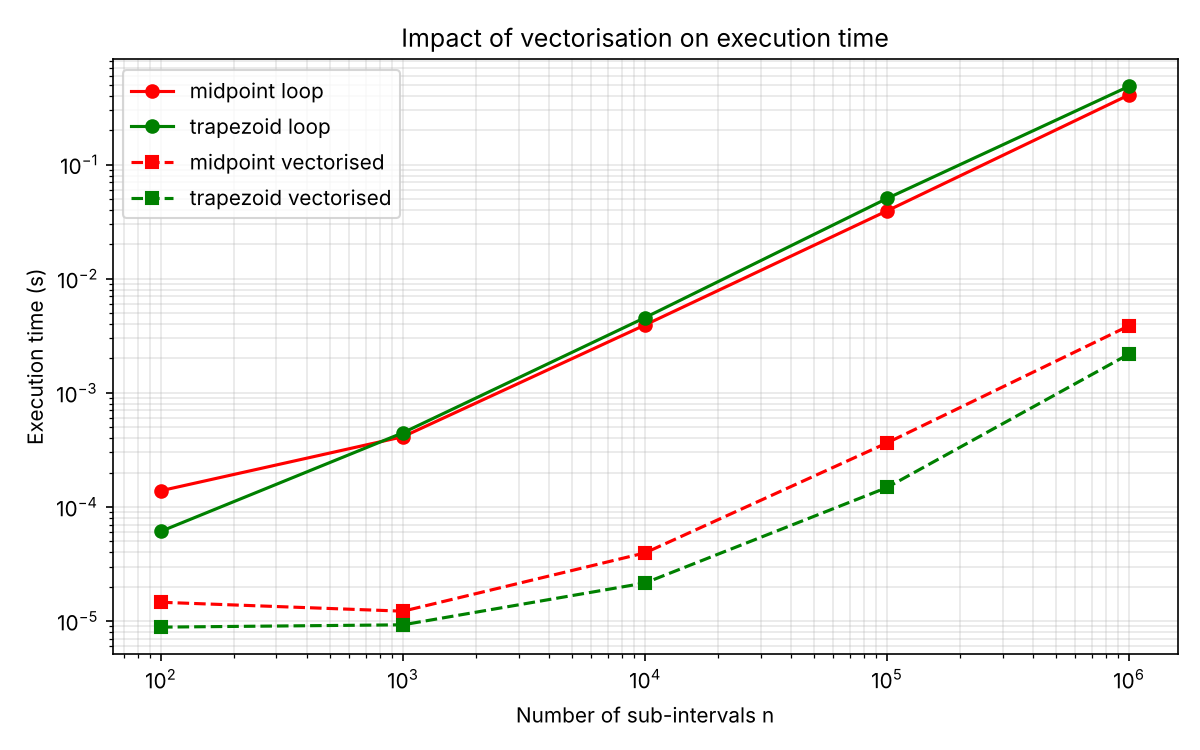 Impact of vectorisation on execution time
midpoint loop
trapezoid loop
midpoint vectorised
trapezoid vectorised
Execution time (s)
10⁻¹
10⁻²
10⁻³
10⁻⁴
10⁻⁵
10² 10³ 10⁴ 10⁵ 10⁶
Number of sub-intervals n